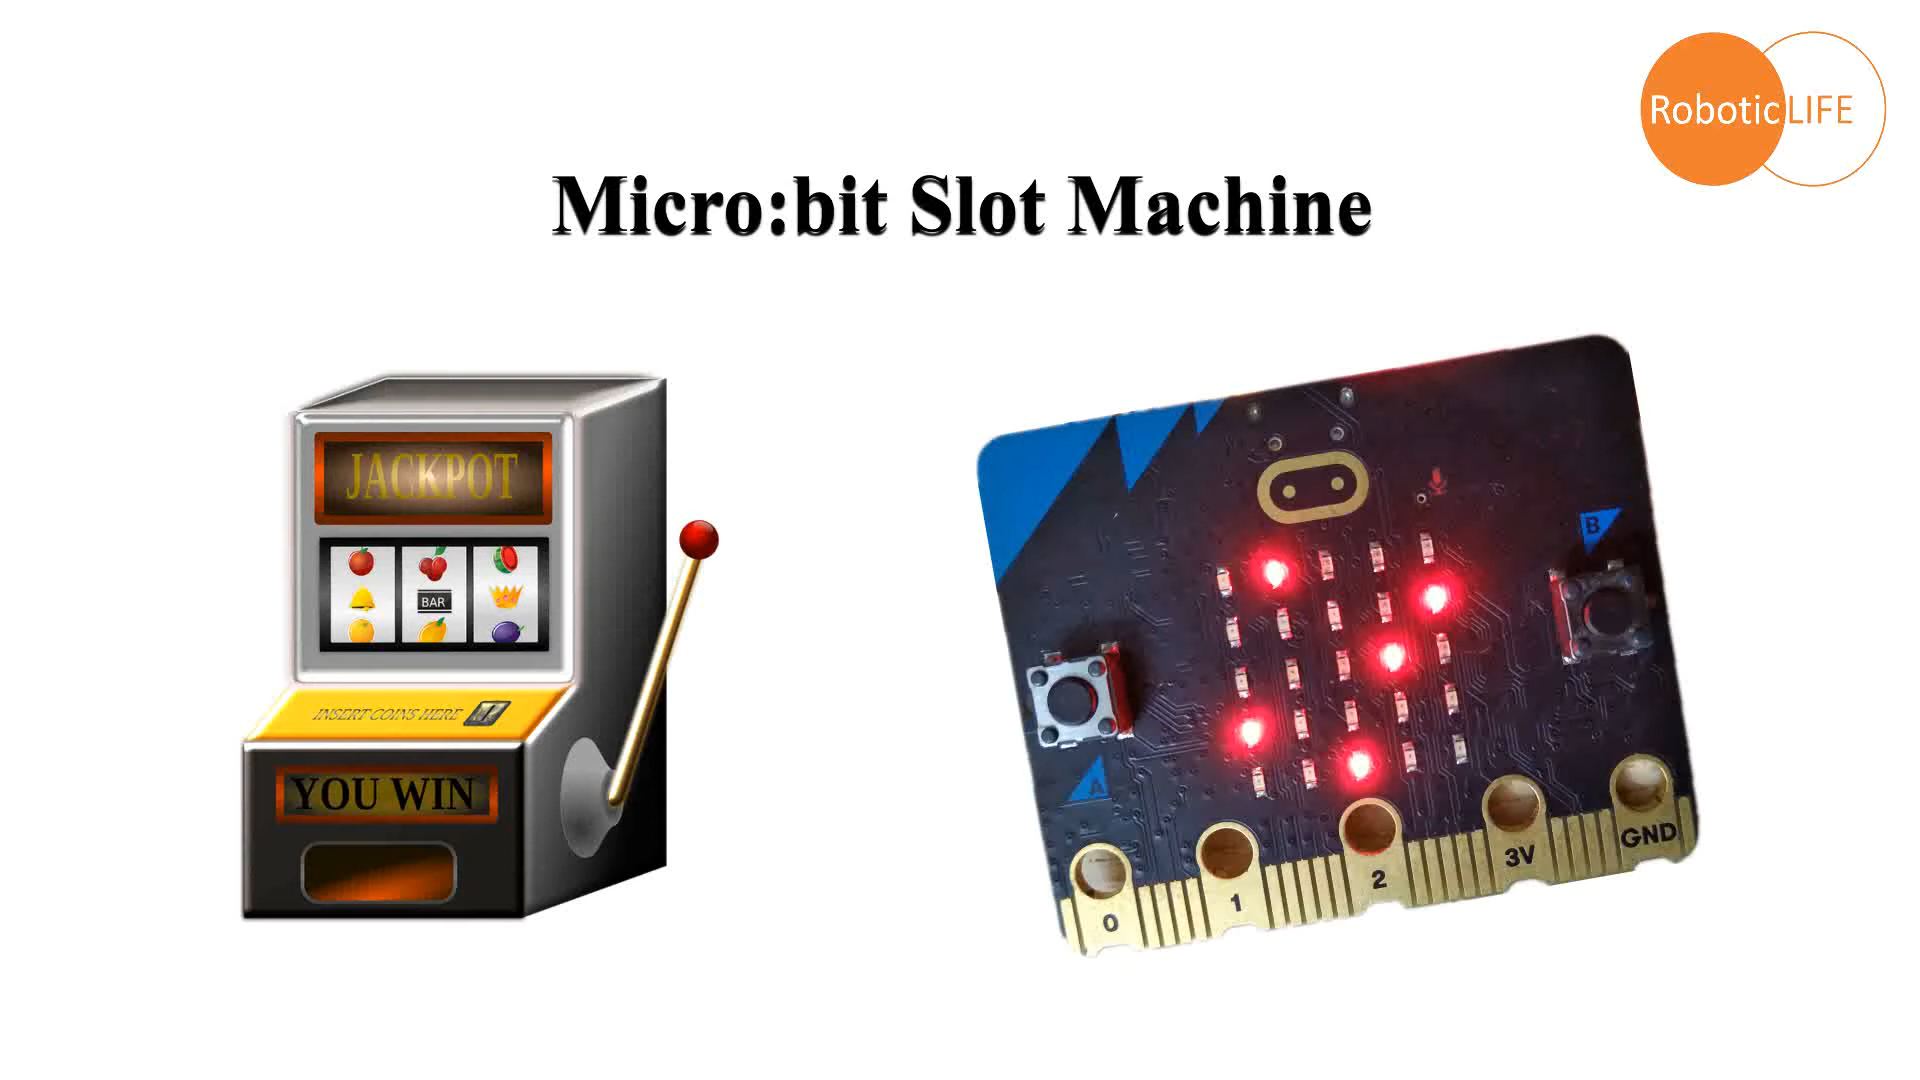 RoboticLIFE
Micro:bit Slot Machine
JACKPOT
BAR
INSERT COINS HERE
YOU WIN
B
A
0
1
2
3V
GND